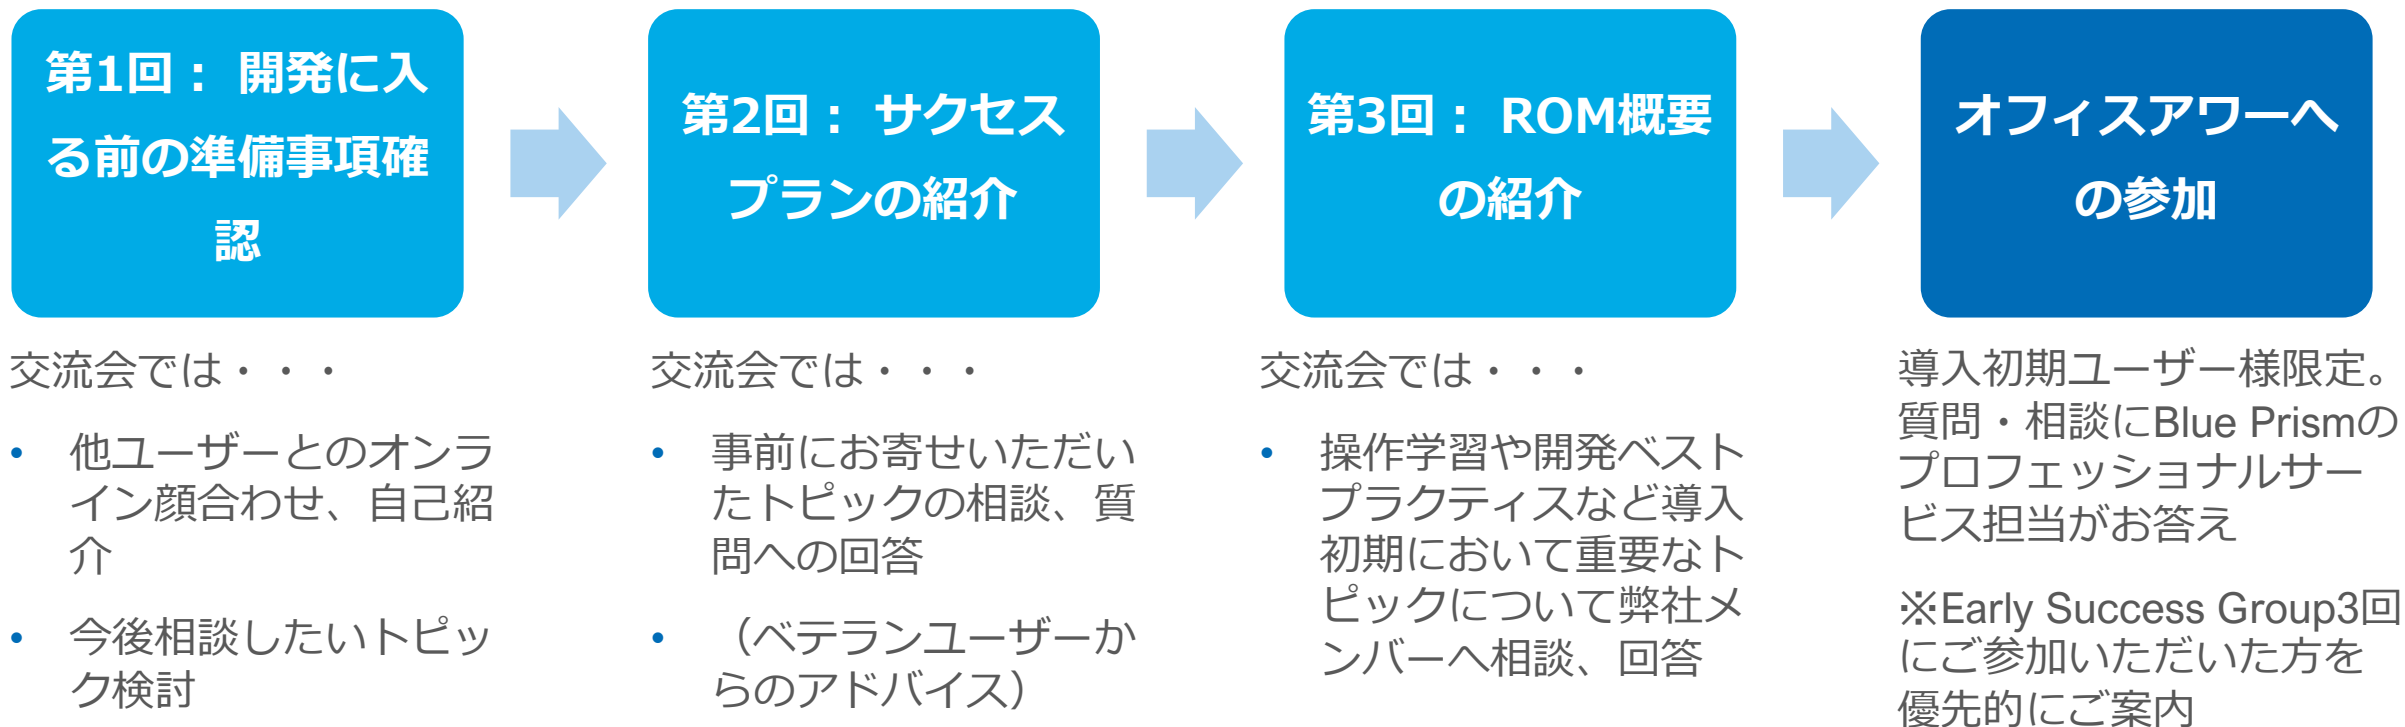 第1回： 開発に入
る前の準備事項確
認
第2回： サクセス
プランの紹介
第3回： ROM概要
の紹介
オフィスアワーへ
の参加
交流会では・・・
• 他ユーザーとのオンラ
イン顔合わせ、自己紹
介
• 今後相談したいトピッ
ク検討
交流会では・・・
• 事前にお寄せいただい
たトピックの相談、質
問への回答
• （ベテランユーザーか
らのアドバイス）
交流会では・・・
• 操作学習や開発ベスト
プラクティスなど導入
初期において重要なト
ピックについて弊社メ
ンバーへ相談、回答
導入初期ユーザー様限定。
質問・相談にBlue Prismの
プロフェッショナルサー
ビス担当がお答え
※Early Success Group3回
にご参加いただいた方を
優先的にご案内